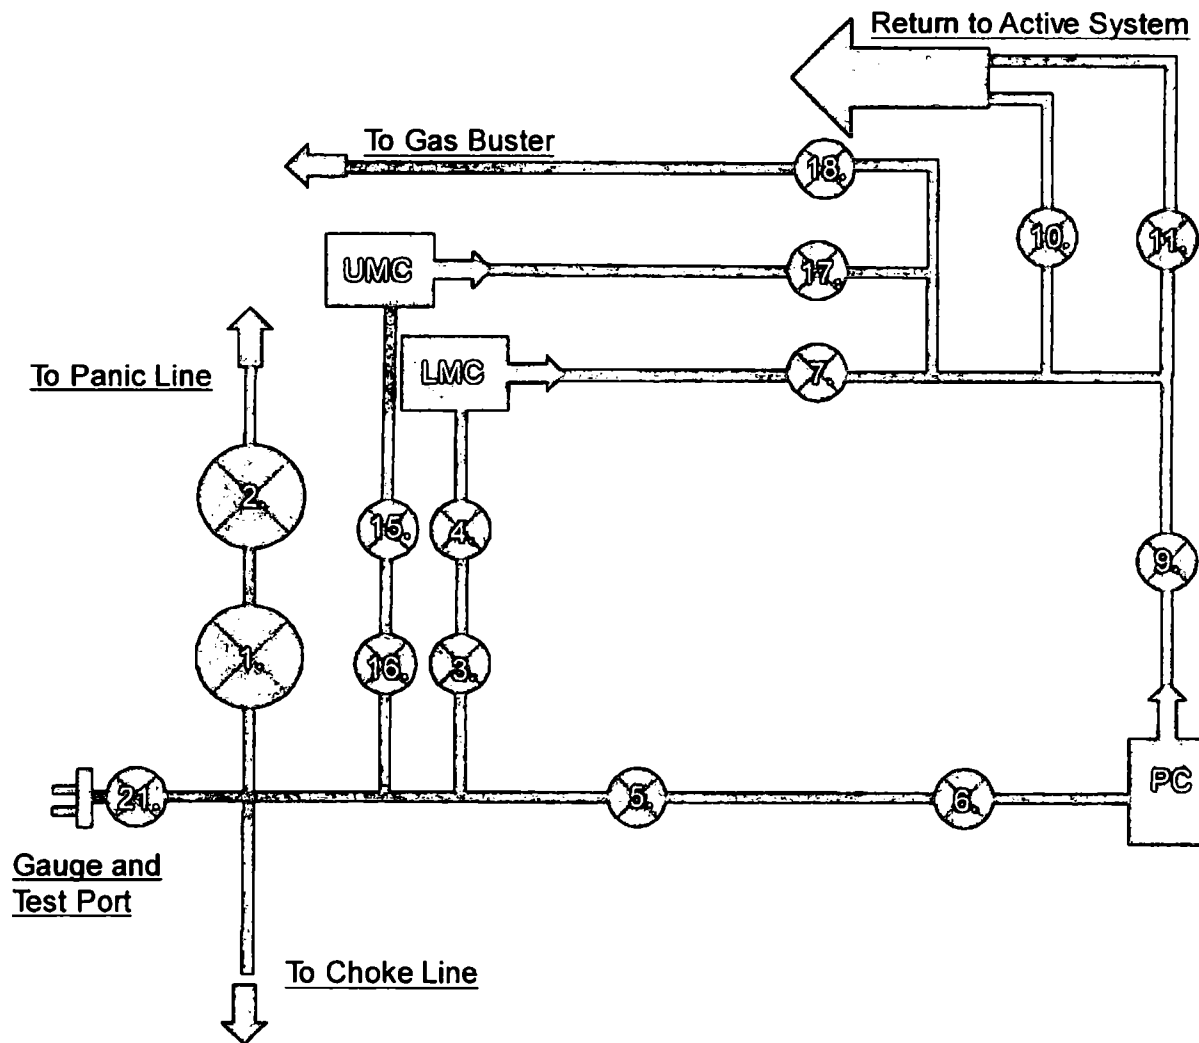 Return to Active System
To Gas Buster
18.
UMC
17.
10.
11.
To Panic Line
LMC
7.
2.
15.
4.
9.
1.
16.
3.
21.
5.
6.
PC
Gauge and
Test Port
To Choke Line